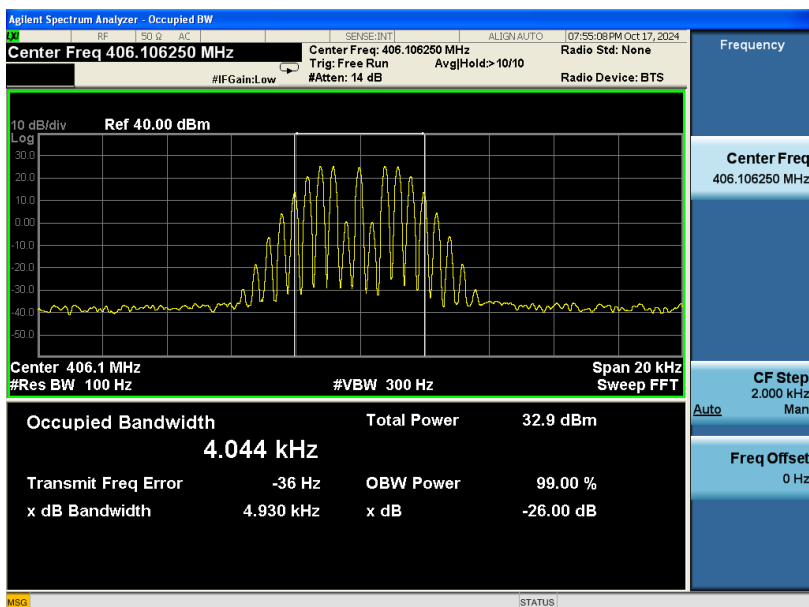 Agilent Spectrum Analyzer - Occupied BW
LXI RF 50 Ω AC SENSE:INT ALIGN AUTO 07:55:08 PM Oct 17, 2024
Center Freq 406.106250 MHz
Center Freq: 406.106250 MHz Radio Std: None
Trig: Free Run Avg|Hold:>10/10
#IFGain:Low #Atten: 14 dB Radio Device: BTS
10 dB/div Ref 40.00 dBm
Log
30.0
20.0
10.0
0.00
-10.0
-20.0
-30.0
-40.0
-50.0
Center 406.1 MHz Span 20 kHz
#Res BW 100 Hz #VBW 300 Hz Sweep FFT
Occupied Bandwidth Total Power 32.9 dBm
4.044 kHz
Transmit Freq Error -36 Hz OBW Power 99.00 %
x dB Bandwidth 4.930 kHz x dB -26.00 dB
MSG STATUS
Frequency
Center Freq
406.106250 MHz
CF Step
2.000 kHz
Auto Man
Freq Offset
0 Hz